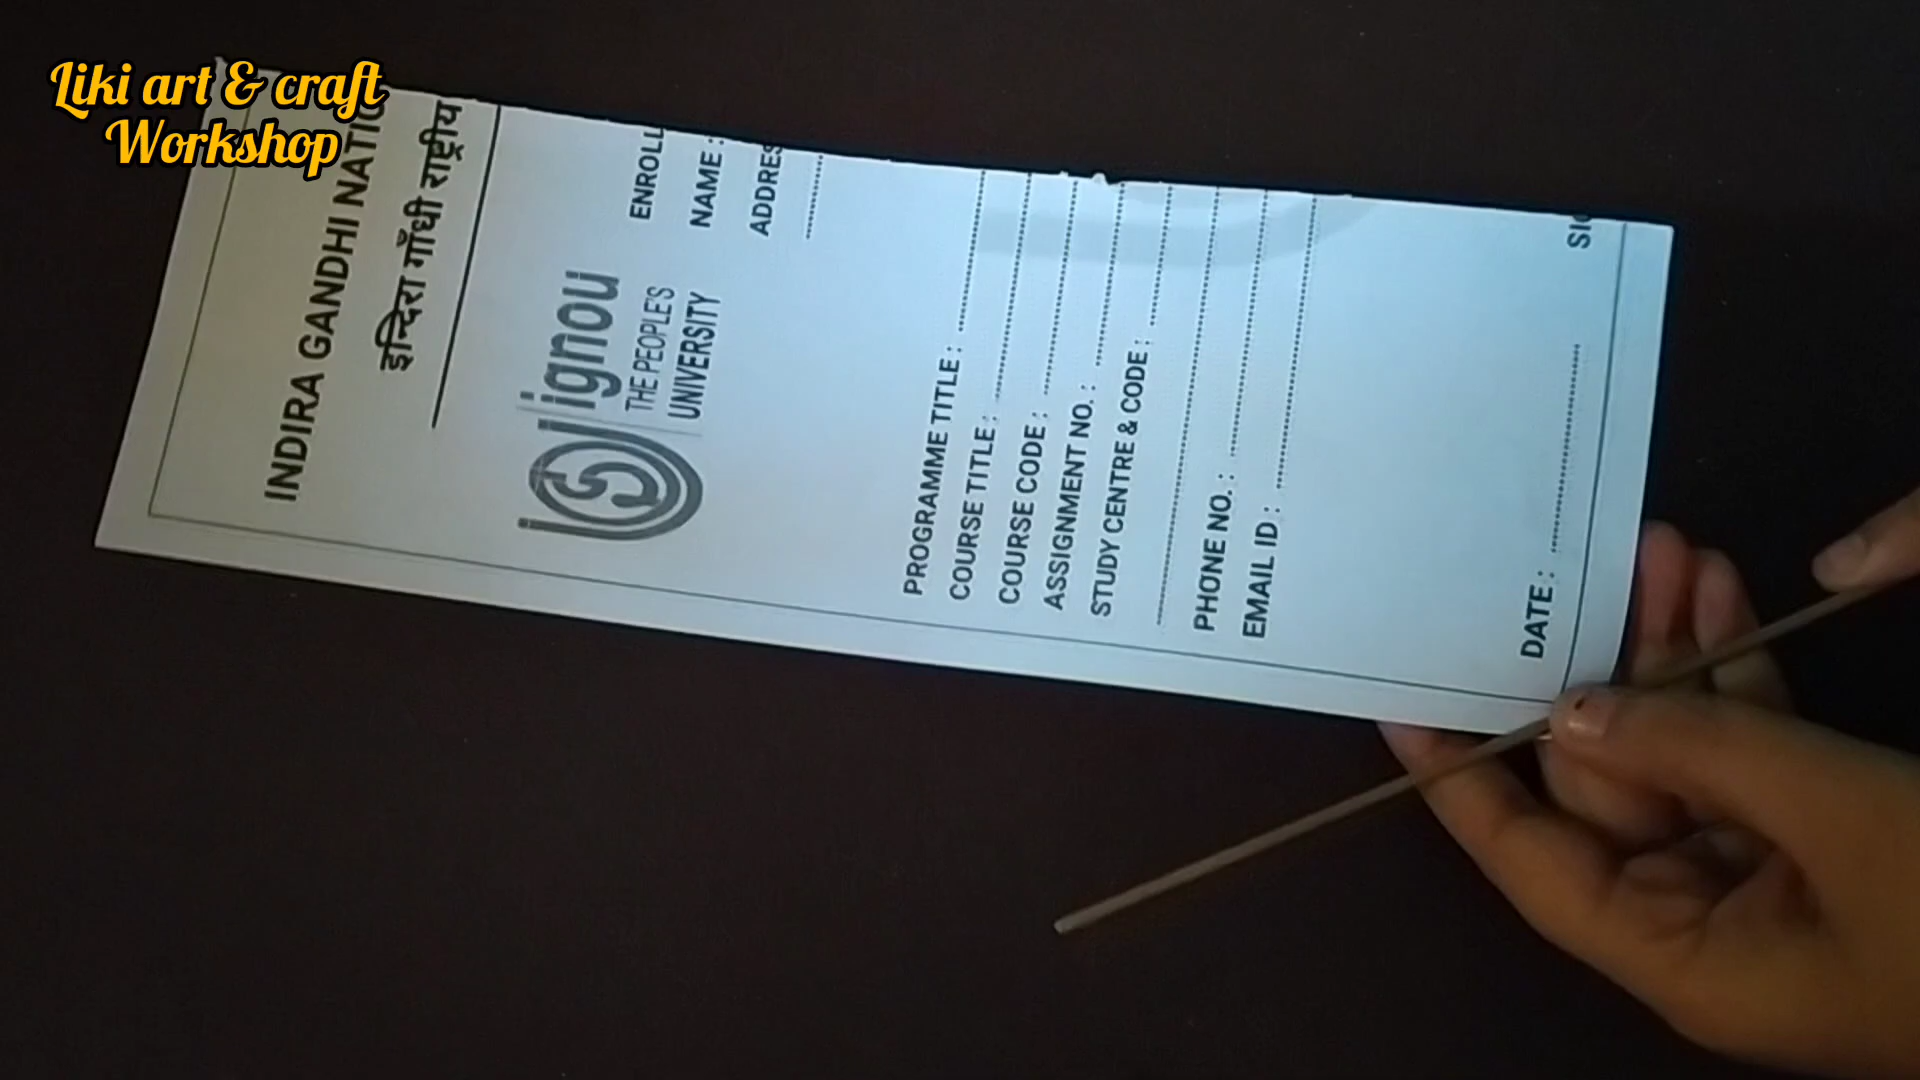 Liki art & craft
Workshop
INDIRA GANDHI NATIO
इन्दिरा गाँधी राष्ट्रीय
ignou
THE PEOPLE'S
UNIVERSITY
ENROLL
NAME :
ADDRES
PROGRAMME TITLE :
COURSE TITLE :
COURSE CODE :
ASSIGNMENT NO. :
STUDY CENTRE & CODE :
PHONE NO. :
EMAIL ID :
DATE :
SIG